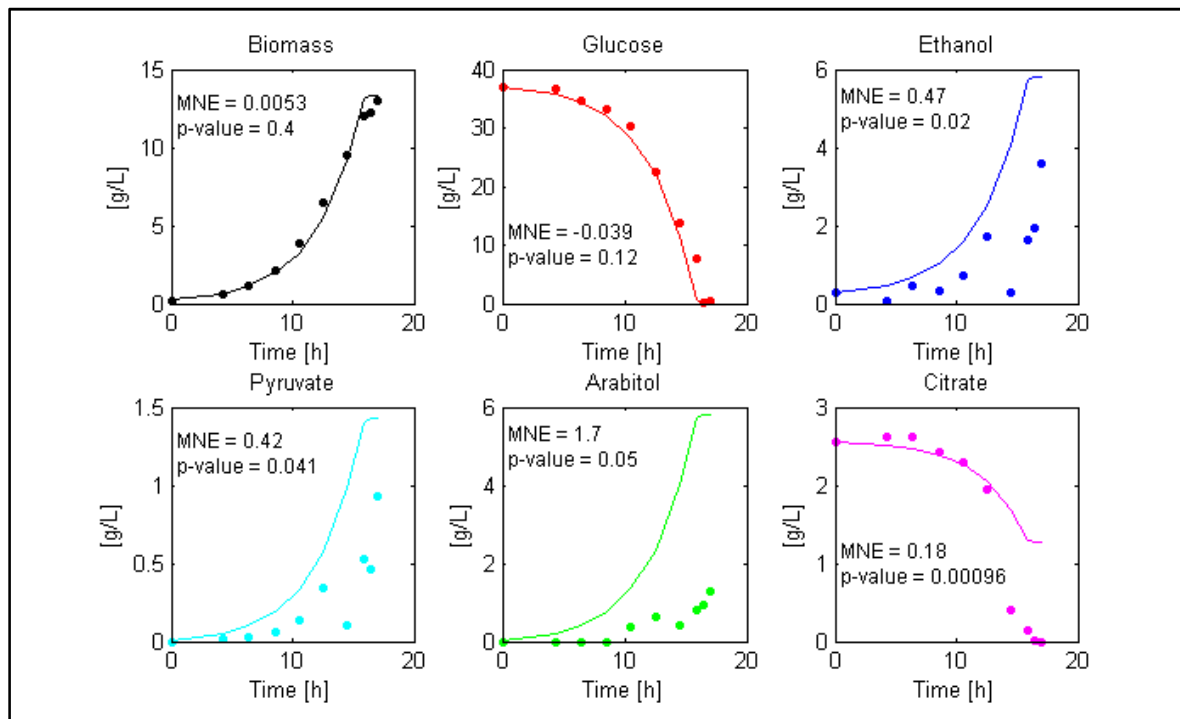 Biomass
15
10
5
0
[g/L]
MNE = 0.0053
p-value = 0.4
0 10 20
Time [h]
Glucose
40
30
20
10
0
[g/L]
MNE = -0.039
p-value = 0.12
0 10 20
Time [h]
Ethanol
6
4
2
0
[g/L]
MNE = 0.47
p-value = 0.02
0 10 20
Time [h]
Pyruvate
1.5
1
0.5
0
[g/L]
MNE = 0.42
p-value = 0.041
0 10 20
Time [h]
Arabitol
6
4
2
0
[g/L]
MNE = 1.7
p-value = 0.05
0 10 20
Time [h]
Citrate
3
2
1
0
[g/L]
MNE = 0.18
p-value = 0.00096
0 10 20
Time [h]